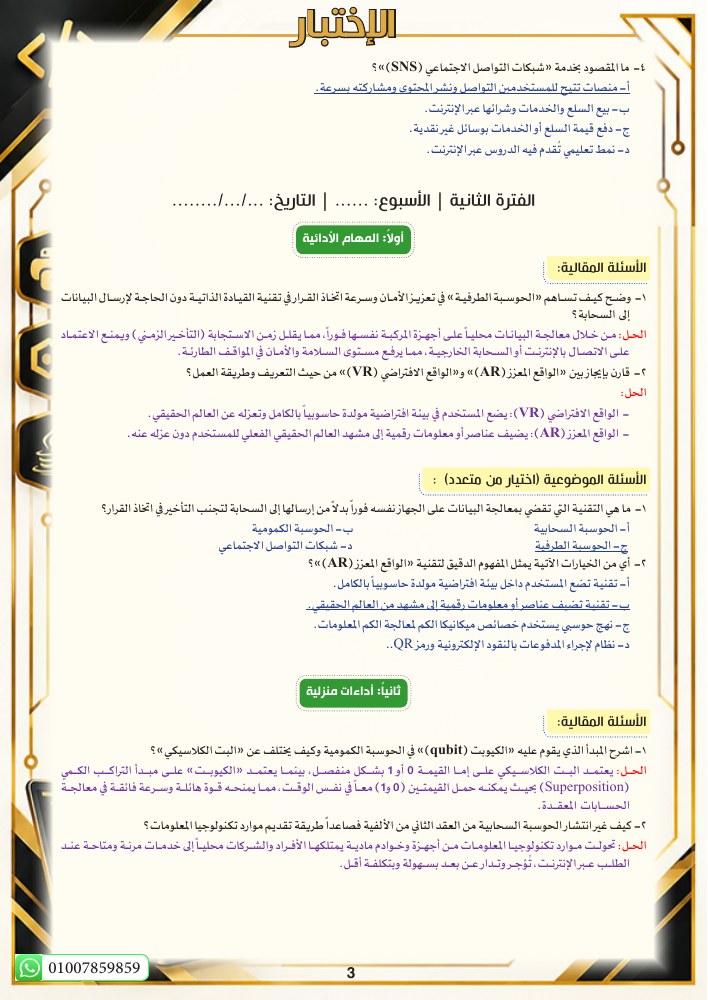 الإختبار
٤- ما المقصود بخدمة «شبكات التواصل الاجتماعي (SNS)»؟
أ- منصات تتيح للمستخدمين التواصل ونشر المحتوى ومشاركته بسرعة.
ب- بيع السلع والخدمات وشرائها عبر الإنترنت.
ج- دفع قيمة السلع أو الخدمات بوسائل غير نقدية.
د- نمط تعليمي تُقدم فيه الدروس عبر الإنترنت.
الفترة الثانية | الأسبوع: ...... | التاريخ: .../.../........
أولاً: المهام الأدائية
الأسئلة المقالية:
١- وضح كيف تساهم «الحوسبة الطرفية» في تعزيز الأمان وسرعة اتخاذ القرار في تقنية القيادة الذاتية دون الحاجة لإرسال البيانات
إلى السحابة؟
الحل: من خلال معالجة البيانات محلياً على أجهزة المركبة نفسها فوراً، مما يقلل زمن الاستجابة (التأخير الزمني) ويمنع الاعتماد
على الاتصال بالإنترنت أو السحابة الخارجية، مما يرفع مستوى السلامة والأمان في المواقف الطارئة.
٢- قارن بإيجاز بين «الواقع المعزز (AR)» و«الواقع الافتراضي (VR)» من حيث التعريف وطريقة العمل؟
الحل:
- الواقع الافتراضي (VR): يضع المستخدم في بيئة افتراضية مولدة حاسوبياً بالكامل وتعزله عن العالم الحقيقي.
- الواقع المعزز (AR): يضيف عناصر أو معلومات رقمية إلى مشهد العالم الحقيقي الفعلي للمستخدم دون عزله عنه.
الأسئلة الموضوعية (اختيار من متعدد) :
١- ما هي التقنية التي تقضي بمعالجة البيانات على الجهاز نفسه فوراً بدلاً من إرسالها إلى السحابة لتجنب التأخير في اتخاذ القرار؟
أ- الحوسبة السحابية ب- الحوسبة الكمومية
ج- الحوسبة الطرفية د- شبكات التواصل الاجتماعي
٢- أي من الخيارات الآتية يمثل المفهوم الدقيق لتقنية «الواقع المعزز (AR)»؟
أ- تقنية تضع المستخدم داخل بيئة افتراضية مولدة حاسوبياً بالكامل.
ب- تقنية تضيف عناصر أو معلومات رقمية إلى مشهد من العالم الحقيقي.
ج- نهج حوسبي يستخدم خصائص ميكانيكا الكم لمعالجة الكم المعلومات.
د- نظام لإجراء المدفوعات بالنقود الإلكترونية ورمز QR..
ثانياً: أداءات منزلية
الأسئلة المقالية:
١- اشرح المبدأ الذي يقوم عليه «الكيوبت (qubit)» في الحوسبة الكمومية وكيف يختلف عن «البت الكلاسيكي»؟
الحل: يعتمد البت الكلاسيكي على إما القيمة 0 أو 1 بشكل منفصل، بينما يعتمد «الكيوبت» على مبدأ التراكب الكمي
(Superposition) بحيث يمكنه حمل القيمتين (0 و1) معاً في نفس الوقت، مما يمنحه قوة هائلة وسرعة فائقة في معالجة
الحسابات المعقدة.
٢- كيف غير انتشار الحوسبة السحابية من العقد الثاني من الألفية فصاعداً طريقة تقديم موارد تكنولوجيا المعلومات؟
الحل: تحولت موارد تكنولوجيا المعلومات من أجهزة وخوادم مادية يمتلكها الأفراد والشركات محلياً إلى خدمات مرنة ومتاحة عند
الطلب عبر الإنترنت، تُؤجر وتدار عن بعد بسهولة وبتكلفة أقل.
01007859859
3